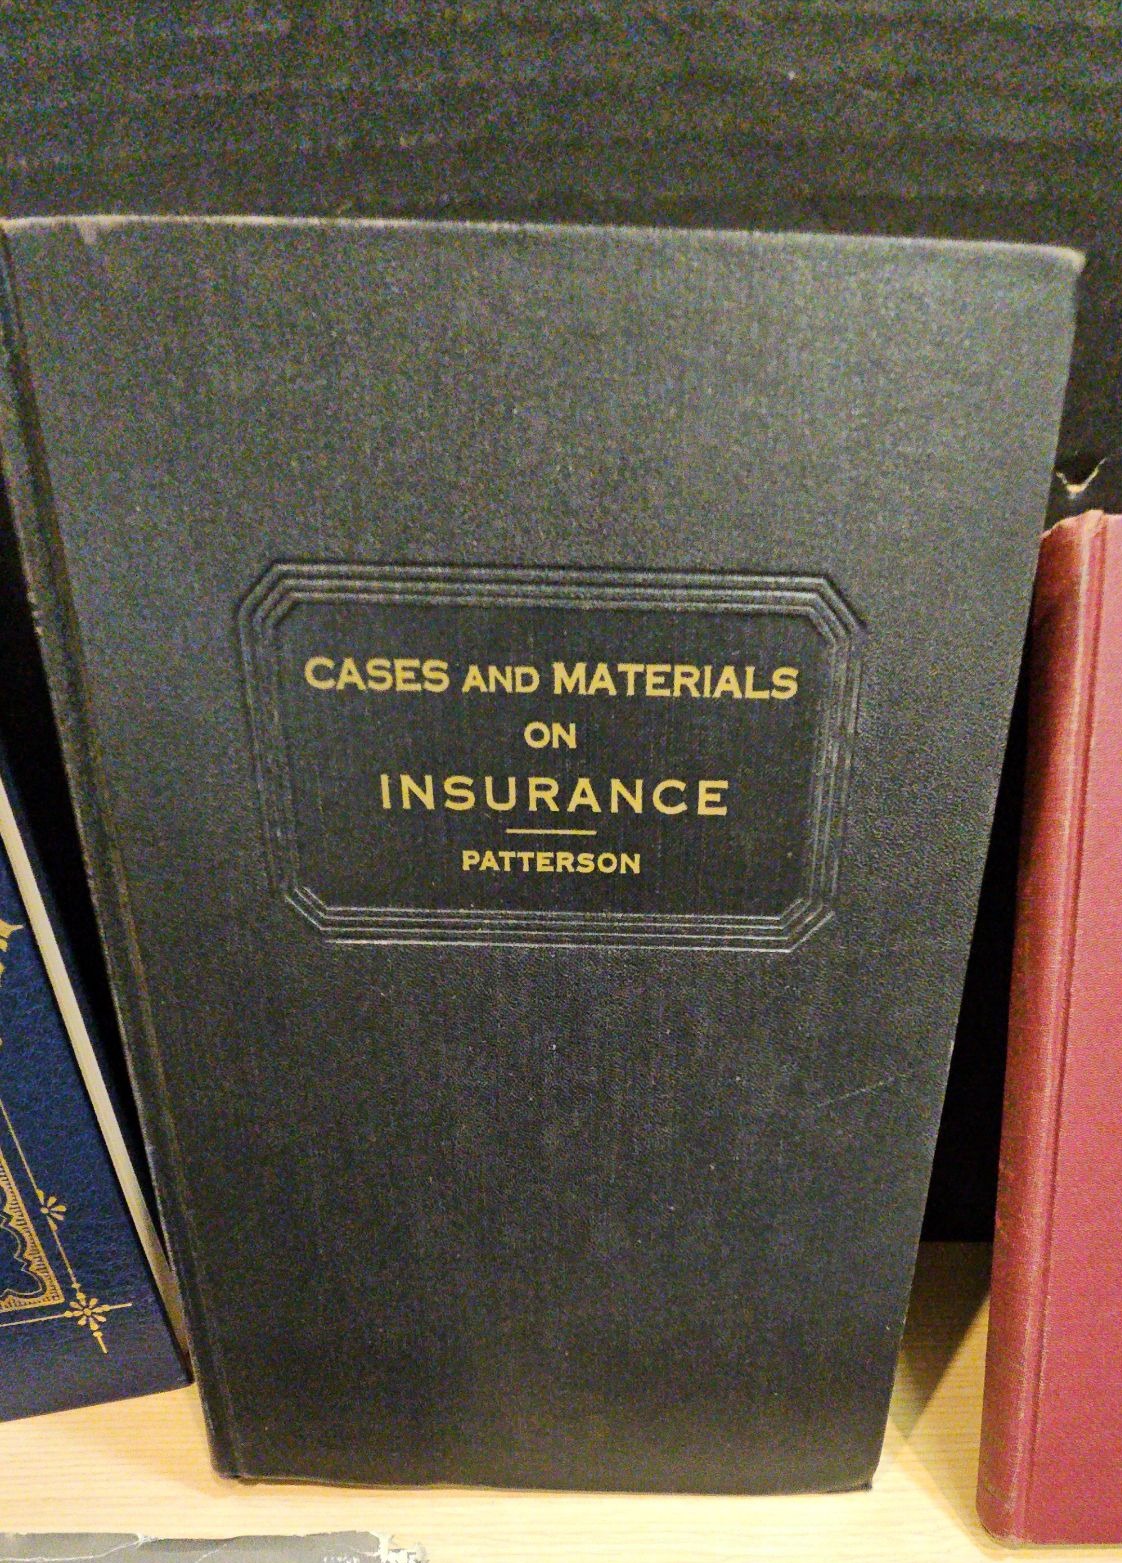 CASES AND MATERIALS
ON
INSURANCE
PATTERSON